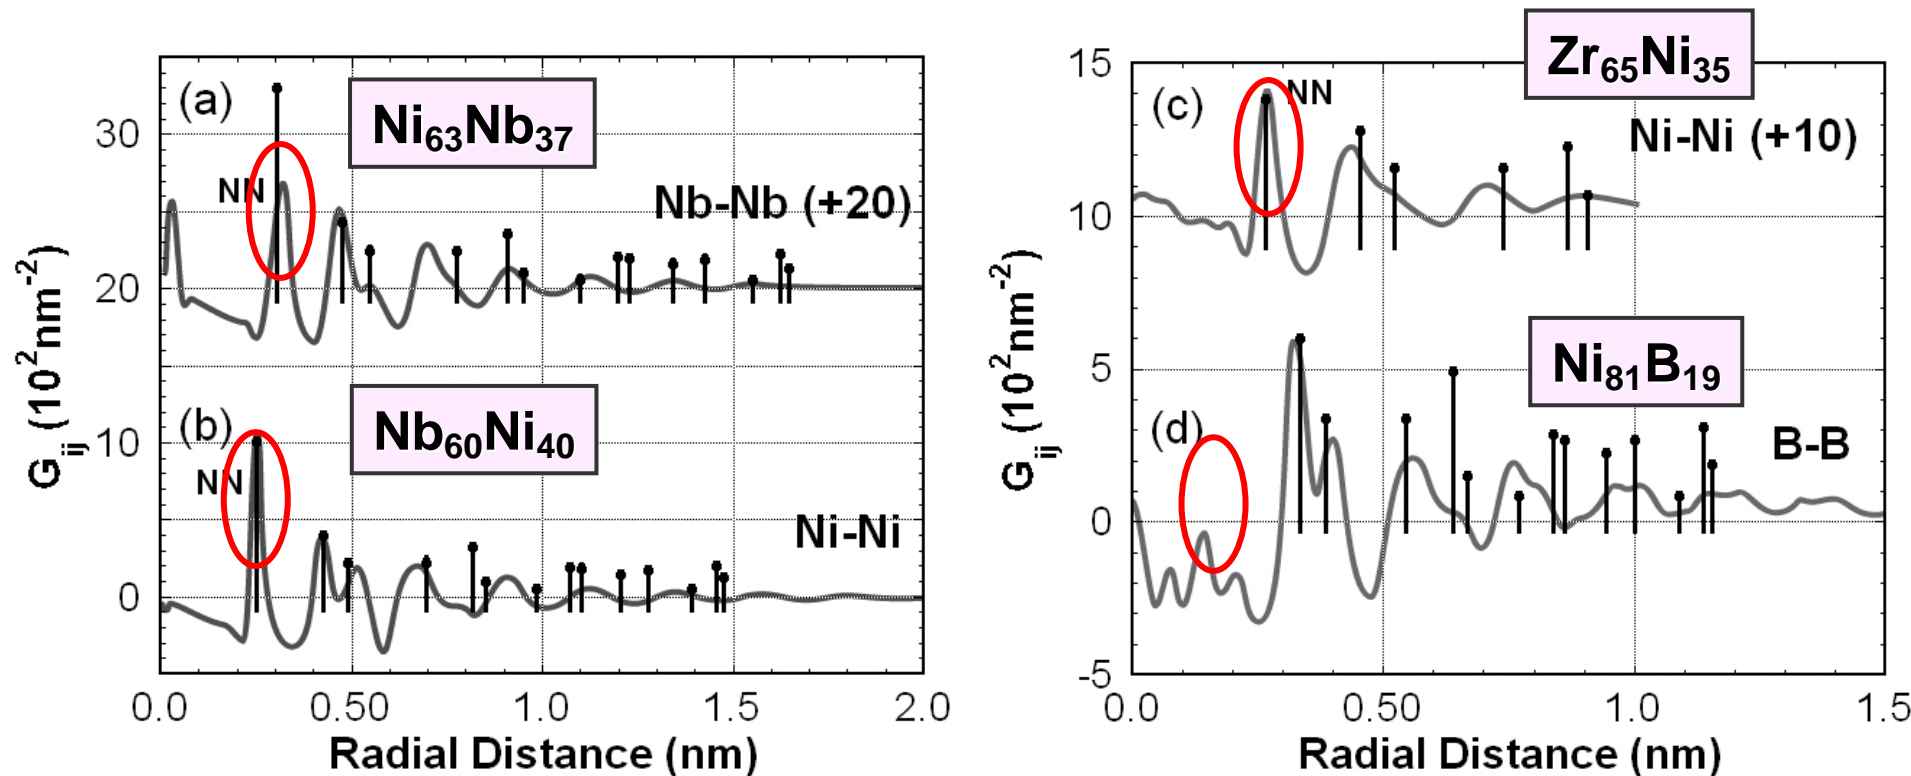 (a)
Ni₆₃Nb₃₇
NN
Nb-Nb (+20)
30
20
10
0
G_ij (10²nm⁻²)
(b)
Nb₆₀Ni₄₀
NN
Ni-Ni
0.0 0.50 1.0 1.5 2.0
Radial Distance (nm)
Zr₆₅Ni₃₅
(c)
NN
Ni-Ni (+10)
15
10
5
0
-5
G_ij (10²nm⁻²)
Ni₈₁B₁₉
(d)
B-B
0.0 0.50 1.0 1.5
Radial Distance (nm)